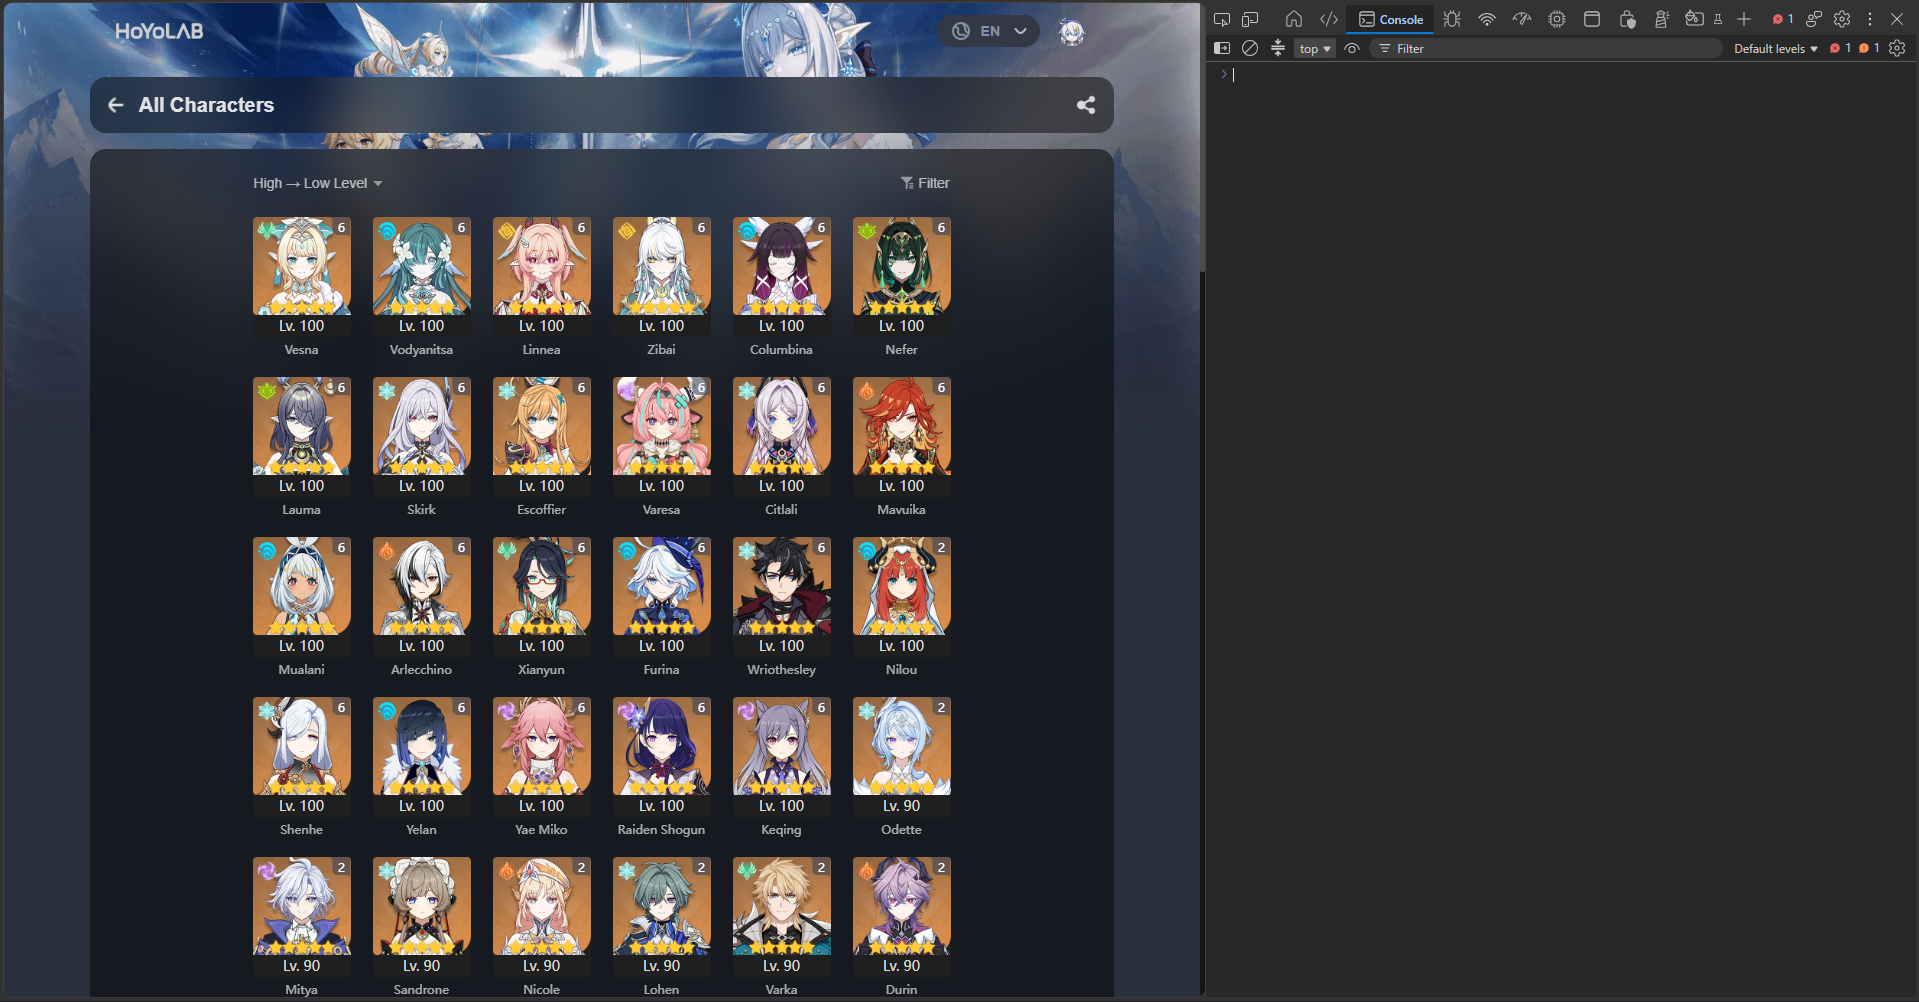 HoYoLAB
EN
All Characters
High → Low Level
Filter
6 6 6 6 6 6
Lv. 100 Lv. 100 Lv. 100 Lv. 100 Lv. 100 Lv. 100
Vesna Vodyanitsa Linnea Zibai Columbina Nefer
6 6 6 6 6 6
Lv. 100 Lv. 100 Lv. 100 Lv. 100 Lv. 100 Lv. 100
Lauma Skirk Escoffier Varesa Citlali Mavuika
6 6 6 6 6 2
Lv. 100 Lv. 100 Lv. 100 Lv. 100 Lv. 100 Lv. 100
Mualani Arlecchino Xianyun Furina Wriothesley Nilou
6 6 6 6 6 2
Lv. 100 Lv. 100 Lv. 100 Lv. 100 Lv. 100 Lv. 90
Shenhe Yelan Yae Miko Raiden Shogun Keqing Odette
2 2 2 2 2 2
Lv. 90 Lv. 90 Lv. 90 Lv. 90 Lv. 90 Lv. 90
Mitya Sandrone Nicole Lohen Varka Durin
Console
1
top
Filter
Default levels
1 1